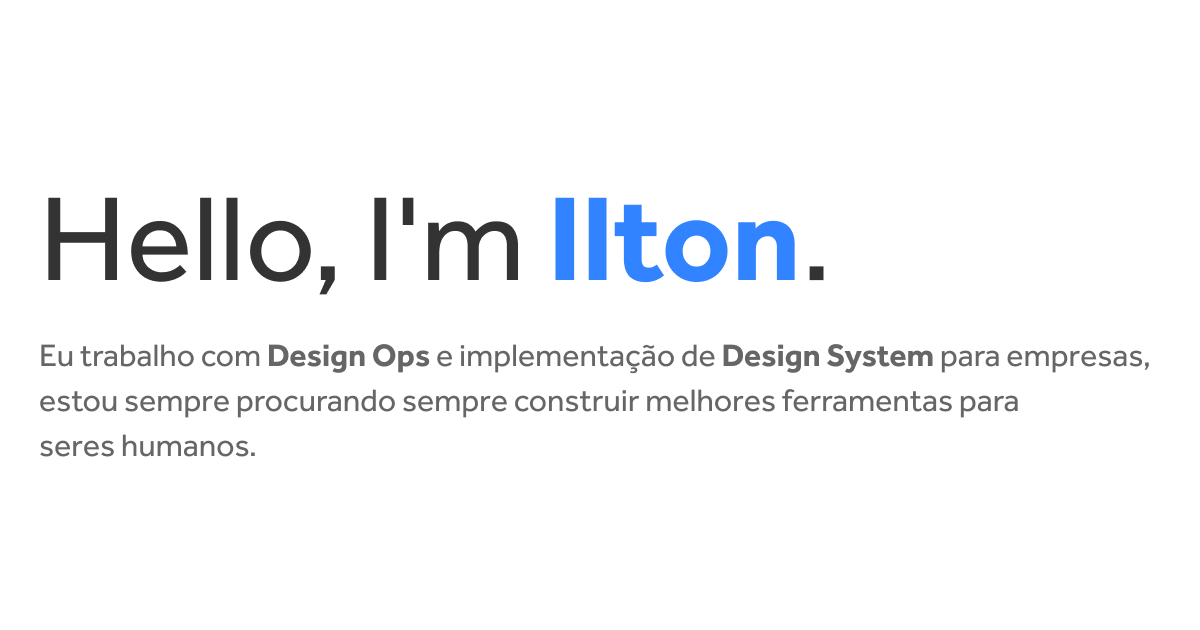 Hello, I'm Ilton.
Eu trabalho com Design Ops e implementação de Design System para empresas,
estou sempre procurando sempre construir melhores ferramentas para
seres humanos.